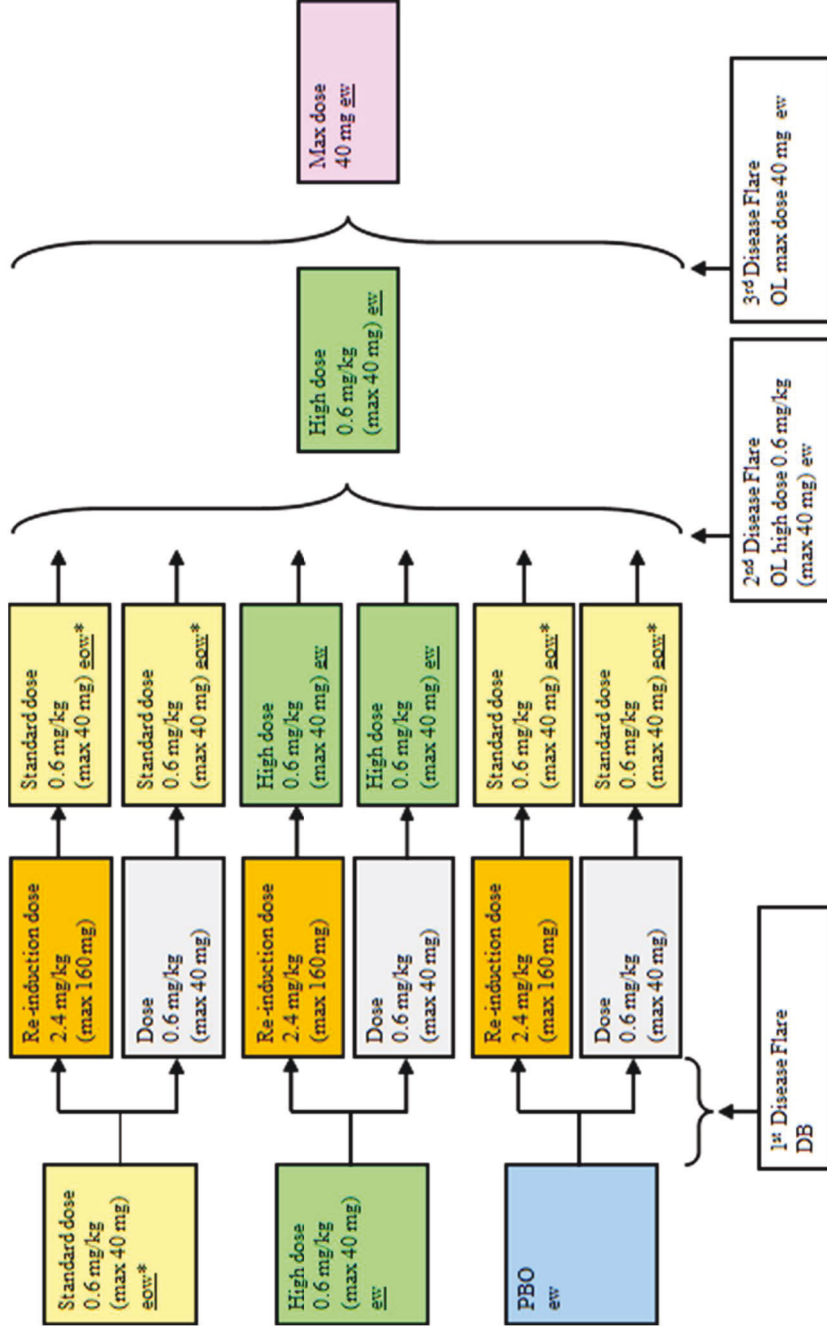 Standard dose
0.6 mg/kg
(max 40 mg)
eow*
High dose
0.6 mg/kg
(max 40 mg)
ew
PBO
ew
Re-induction dose
2.4 mg/kg
(max 160 mg)
Dose
0.6 mg/kg
(max 40 mg)
Re-induction dose
2.4 mg/kg
(max 160 mg)
Dose
0.6 mg/kg
(max 40 mg)
Re-induction dose
2.4 mg/kg
(max 160 mg)
Dose
0.6 mg/kg
(max 40 mg)
Standard dose
0.6 mg/kg
(max 40 mg) eow*
Standard dose
0.6 mg/kg
(max 40 mg) eow*
High dose
0.6 mg/kg
(max 40 mg) ew
High dose
0.6 mg/kg
(max 40 mg) ew
Standard dose
0.6 mg/kg
(max 40 mg) eow*
Standard dose
0.6 mg/kg
(max 40 mg) eow*
High dose
0.6 mg/kg
(max 40 mg) ew
Max dose
40 mg ew
1st Disease Flare
DB
2nd Disease Flare
OL high dose 0.6 mg/kg
(max 40 mg) ew
3rd Disease Flare
OL max dose 40 mg ew